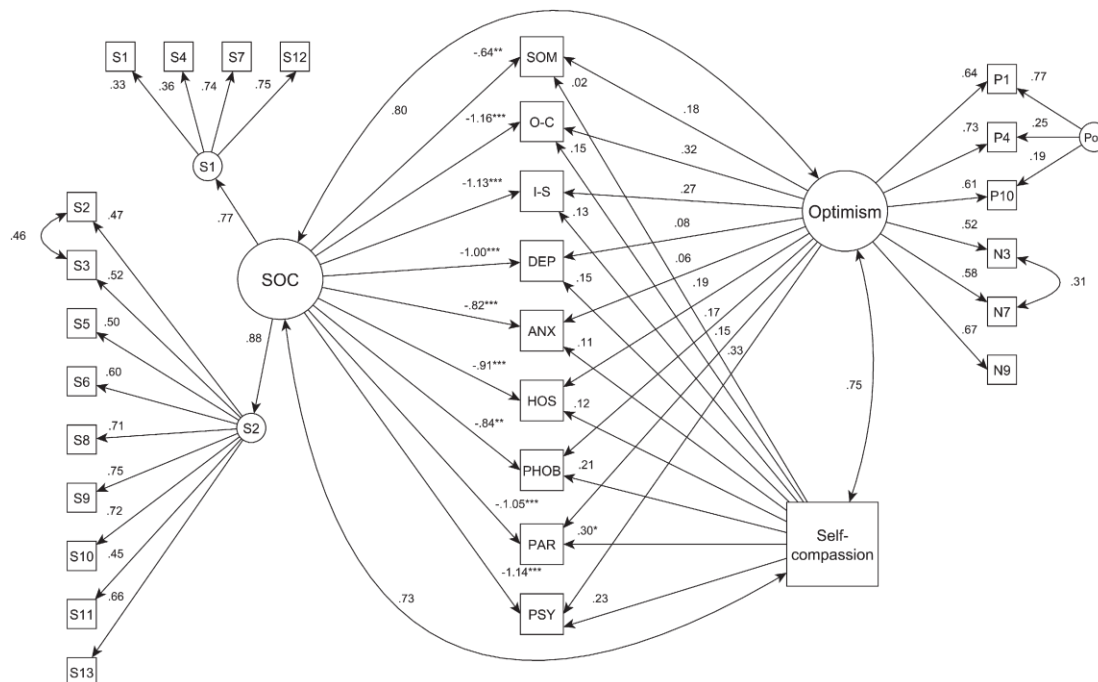 S1
S4
S7
S12
.33
.36
.74
.75
S1
.77
S2
.47
.46
S3
.52
S5
.50
S6
.60
S8
.71
S9
.75
S10
.72
S11
.45
S13
.66
S2
.88
SOC
.80
.73
-.64**
-1.16***
-1.13***
-1.00***
-.82***
-.91***
-.84**
-.1.05***
-1.14***
SOM
O-C
I-S
DEP
ANX
HOS
PHOB
PAR
PSY
.02
.15
.13
.15
.11
.12
.21
.30*
.23
.18
.32
.27
.08
.06
.19
.17
.15
.33
Optimism
.75
Self-
compassion
.64
P1
.77
.73
P4
.25
Po
.19
.61
P10
.52
N3
.58
N7
.31
.67
N9